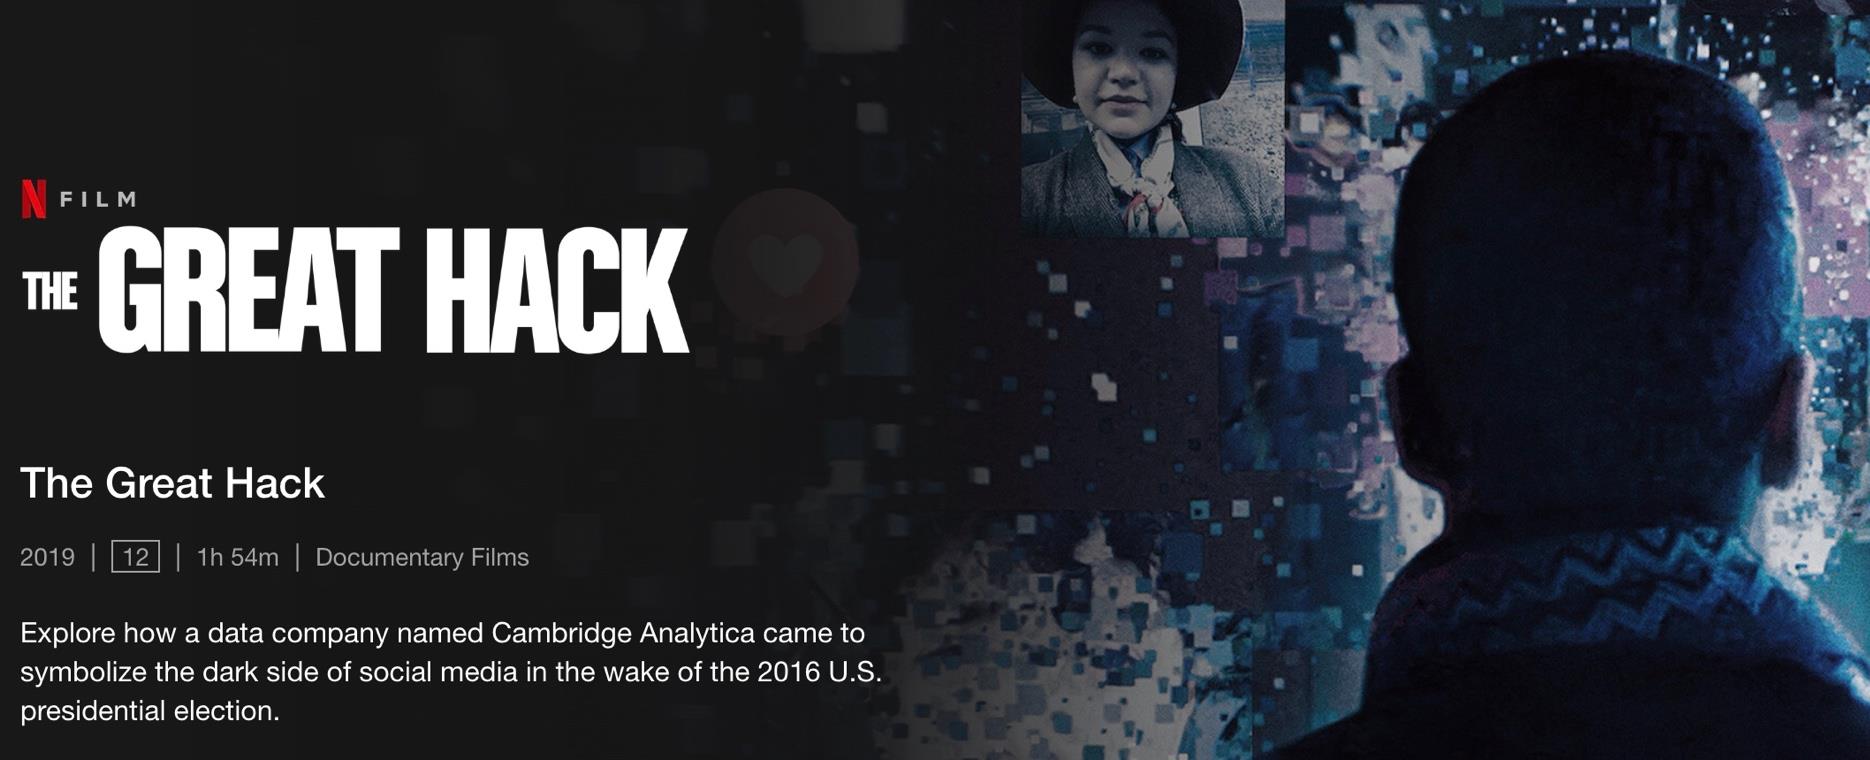 N FILM
THE GREAT HACK
The Great Hack
2019 | 12 | 1h 54m | Documentary Films
Explore how a data company named Cambridge Analytica came to
symbolize the dark side of social media in the wake of the 2016 U.S.
presidential election.